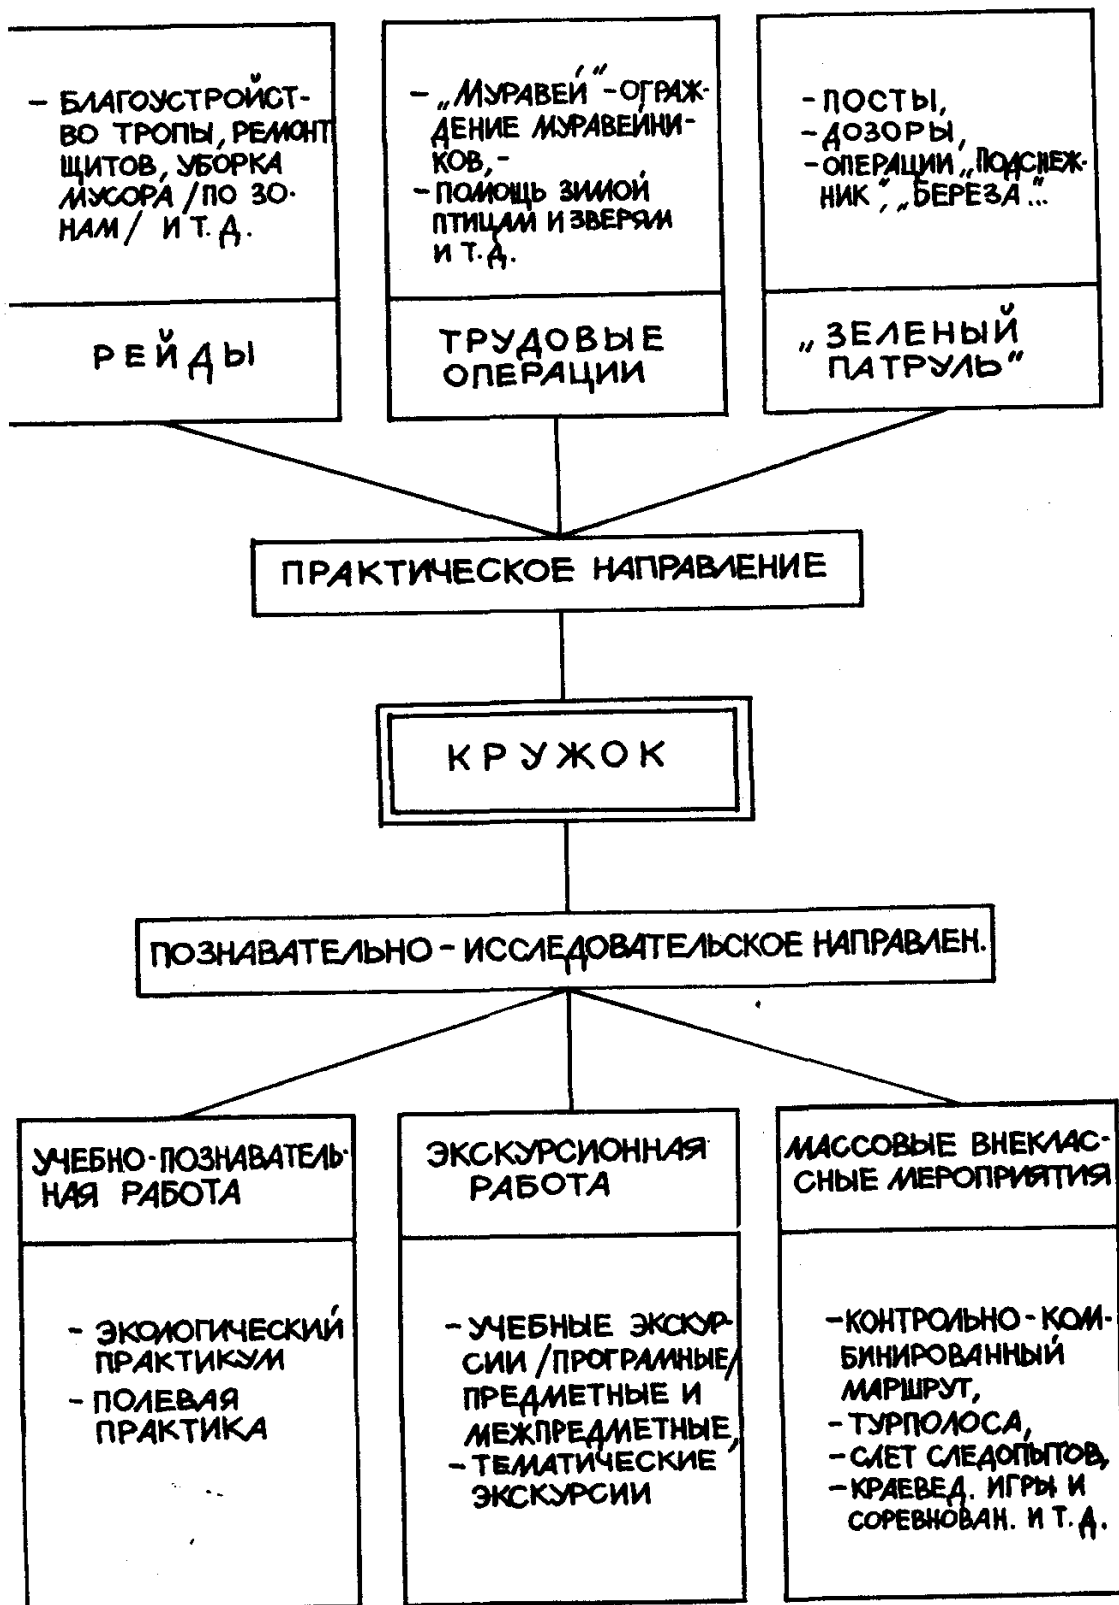 - БЛАГОУСТРОЙСТ-
ВО ТРОПЫ, РЕМОНТ
ЩИТОВ, УБОРКА
МУСОРА /ПО ЗО-
НАМ/ И Т. Д.
РЕЙДЫ
- „МУРАВЕЙ" - ОГРАЖ-
ДЕНИЕ МУРАВЕЙНИ-
КОВ, -
- ПОМОЩЬ ЗИМОЙ
ПТИЦАМ И ЗВЕРЯМ
И Т. Д.
ТРУДОВЫЕ
ОПЕРАЦИИ
- ПОСТЫ,
- ДОЗОРЫ,
- ОПЕРАЦИИ „ПОДСНЕЖ-
НИК", „БЕРЕЗА"...
„ЗЕЛЕНЫЙ
ПАТРУЛЬ"
ПРАКТИЧЕСКОЕ НАПРАВЛЕНИЕ
КРУЖОК
ПОЗНАВАТЕЛЬНО - ИССЛЕДОВАТЕЛЬСКОЕ НАПРАВЛЕН.
УЧЕБНО-ПОЗНАВАТЕЛЬ-
НАЯ РАБОТА
- ЭКОЛОГИЧЕСКИЙ
ПРАКТИКУМ
- ПОЛЕВАЯ
ПРАКТИКА
ЭКСКУРСИОННАЯ
РАБОТА
- УЧЕБНЫЕ ЭКСКУР-
СИИ /ПРОГРАМНЫЕ/
ПРЕДМЕТНЫЕ И
МЕЖПРЕДМЕТНЫЕ,
- ТЕМАТИЧЕСКИЕ
ЭКСКУРСИИ
МАССОВЫЕ ВНЕКЛАС-
СНЫЕ МЕРОПРИЯТИЯ
- КОНТРОЛЬНО - КОМ-
БИНИРОВАННЫЙ
МАРШРУТ,
- ТУРПОЛОСА,
- СЛЕТ СЛЕДОПЫТОВ,
- КРАЕВЕД. ИГРЫ И
СОРЕВНОВАН. И Т. Д.